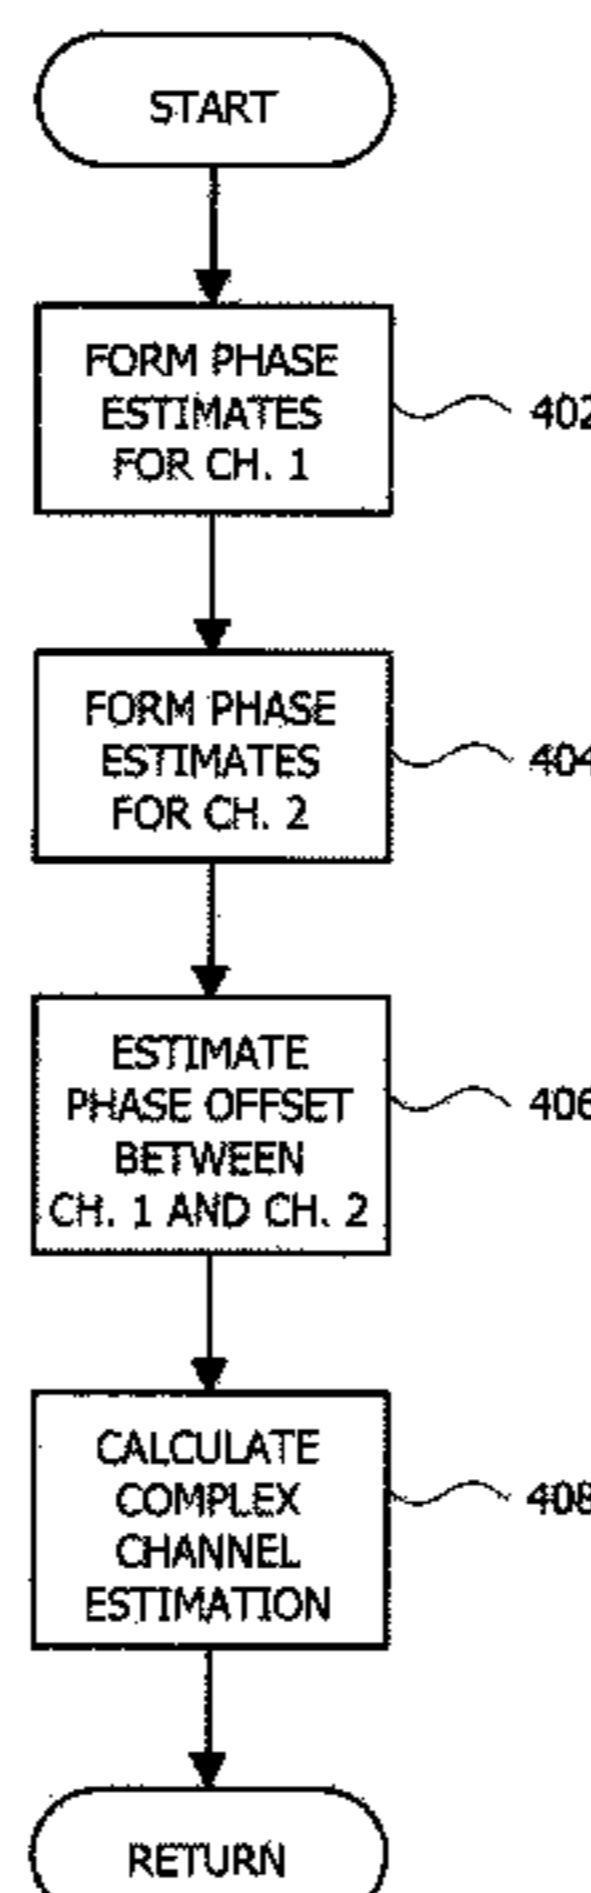 START
FORM PHASE
ESTIMATES
FOR CH. 1
402
FORM PHASE
ESTIMATES
FOR CH. 2
404
ESTIMATE
PHASE OFFSET
BETWEEN
CH. 1 AND CH. 2
406
CALCULATE
COMPLEX
CHANNEL
ESTIMATION
408
RETURN